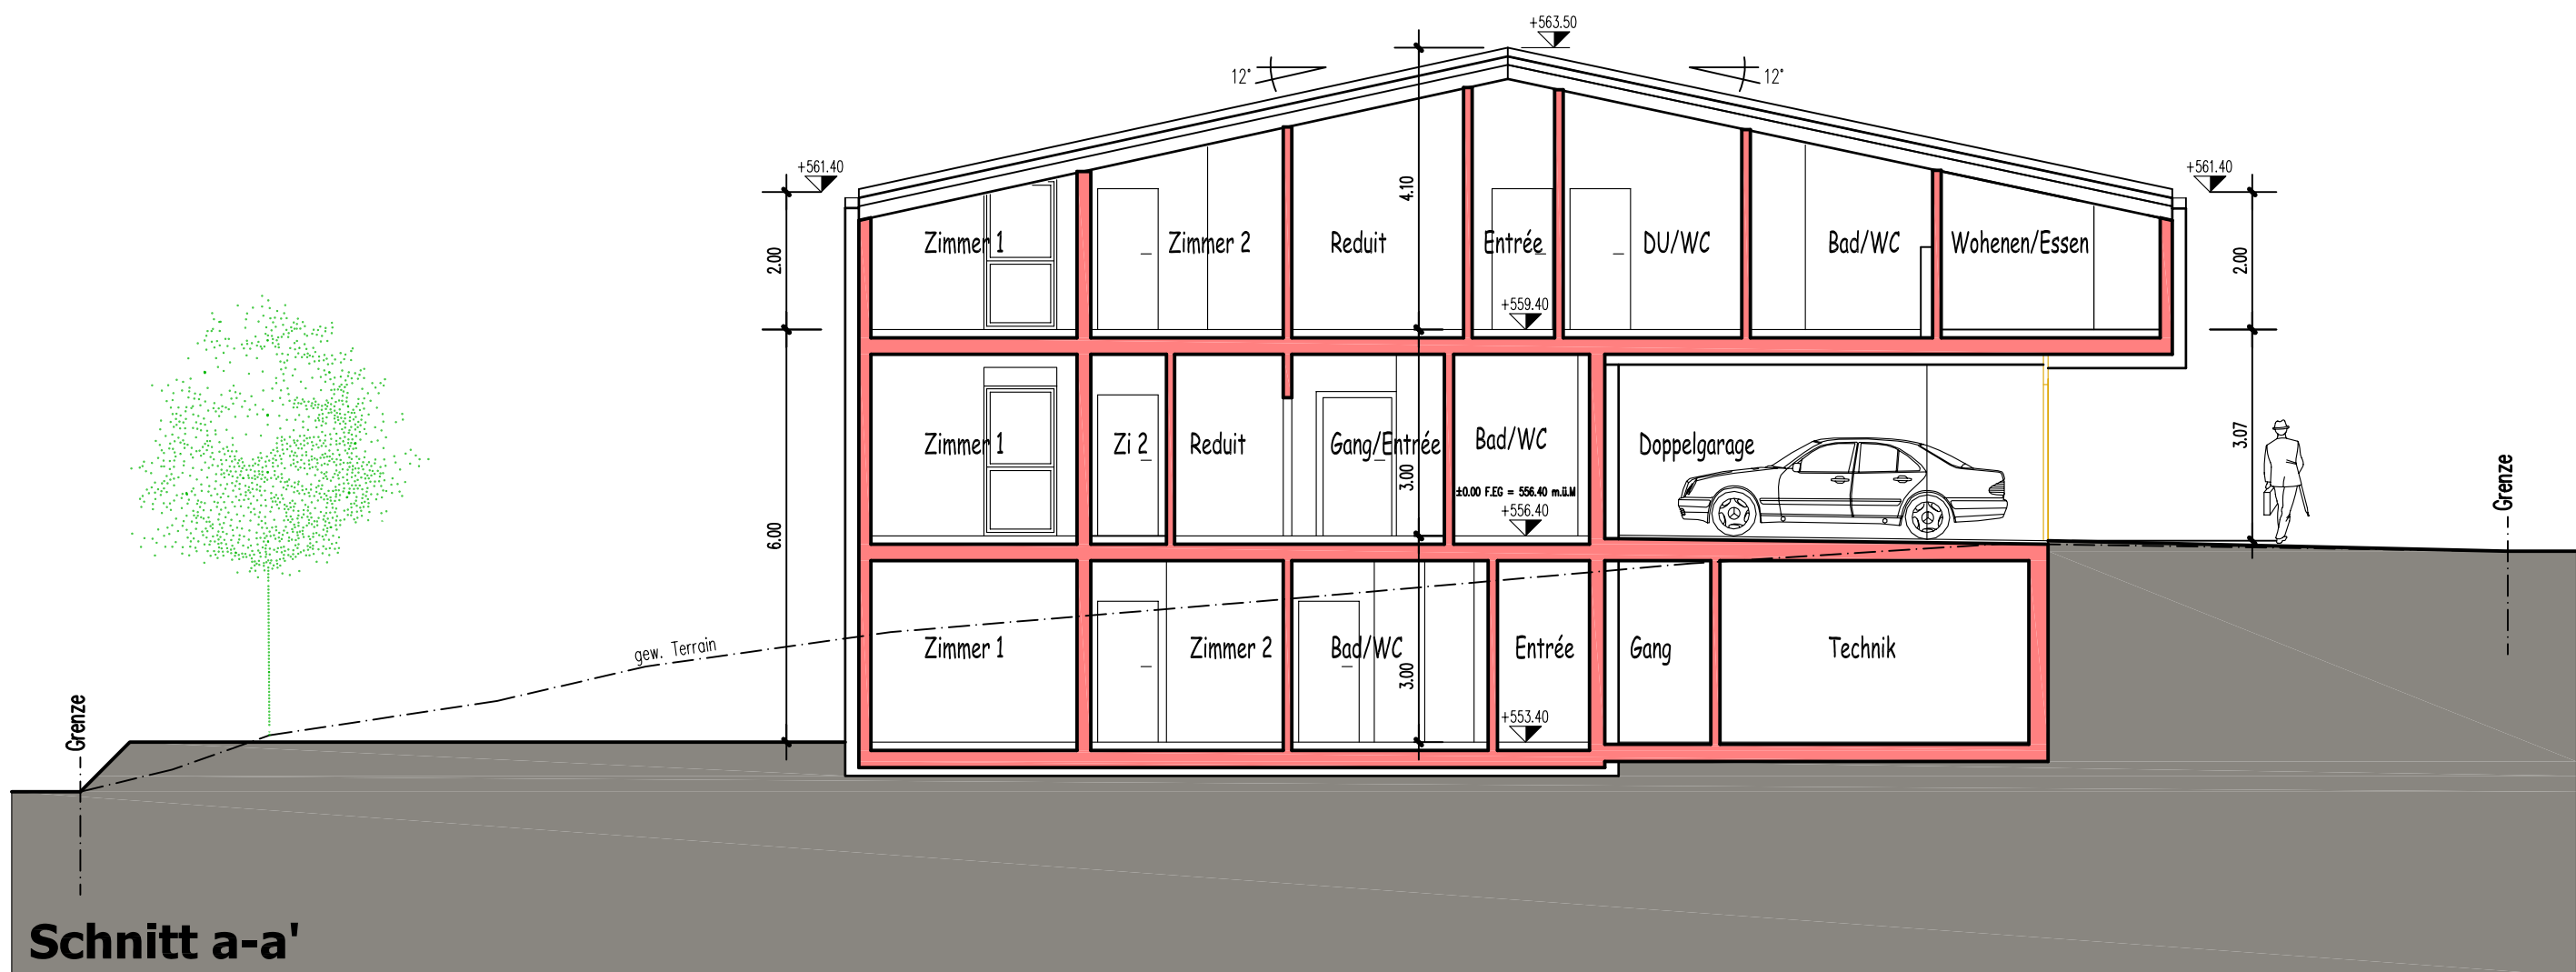 +563.50
12°
12°
+561.40
+561.40
4.10
2.00
2.00
Zimmer 1
Zimmer 2
Reduit
Entrée
DU/WC
Bad/WC
Wohenen/Essen
+559.40
Zimmer 1
Zi 2
Reduit
Gang/Entrée
Bad/WC
Doppelgarage
3.07
3.00
±0.00 F.EG = 556.40 m.ü.M
+556.40
6.00
Grenze
gew. Terrain
Zimmer 1
Zimmer 2
Bad/WC
Entrée
Gang
Technik
3.00
+553.40
Grenze
Schnitt a-a'